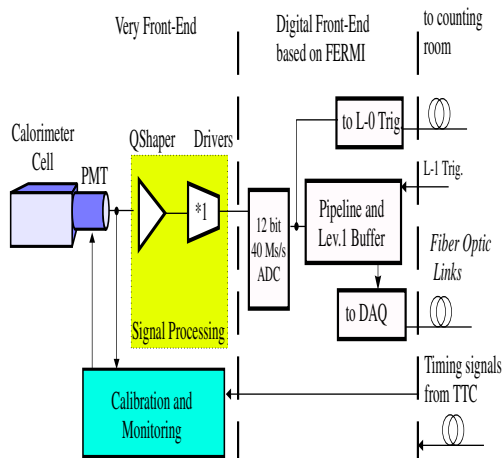 Very Front-End
Digital Front-End
based on FERMI
to counting
room
Calorimeter
Cell
PMT
QShaper
Drivers
*1
Signal Processing
12 bit
40 Ms/s
ADC
to L-0 Trig
L-1 Trig.
Pipeline and
Lev.1 Buffer
Fiber Optic
Links
to DAQ
Calibration and
Monitoring
Timing signals
from TTC